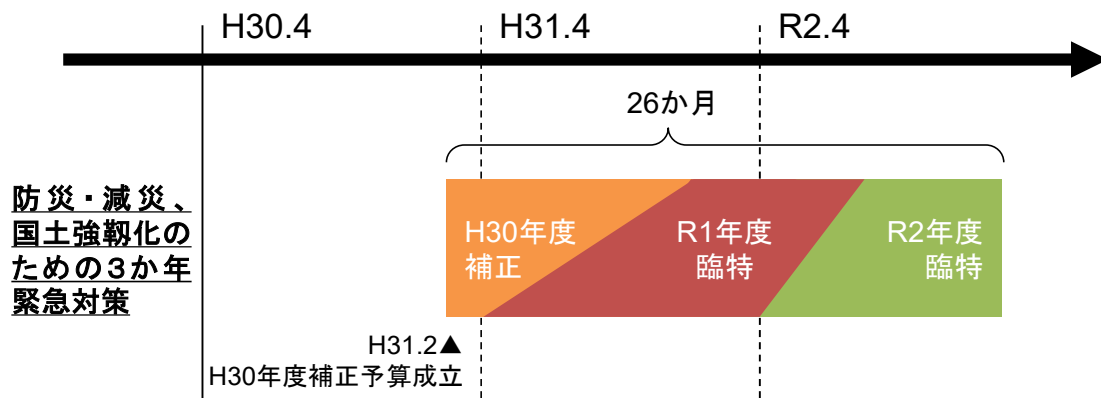 H30.4
H31.4
R2.4
26か月
防災・減災、
国土強靱化の
ための３か年
緊急対策
H30年度
補正
R1年度
臨特
R2年度
臨特
H31.2▲
H30年度補正予算成立